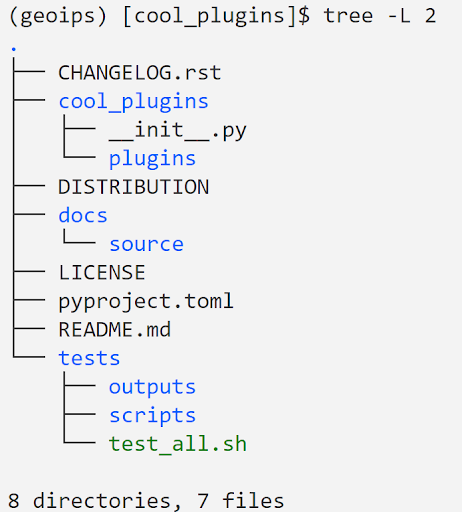 (geoips) [cool_plugins]$ tree -L 2
.
├── CHANGELOG.rst
├── cool_plugins
│   ├── __init__.py
│   └── plugins
├── DISTRIBUTION
├── docs
│   └── source
├── LICENSE
├── pyproject.toml
├── README.md
└── tests
    ├── outputs
    ├── scripts
    └── test_all.sh

8 directories, 7 files